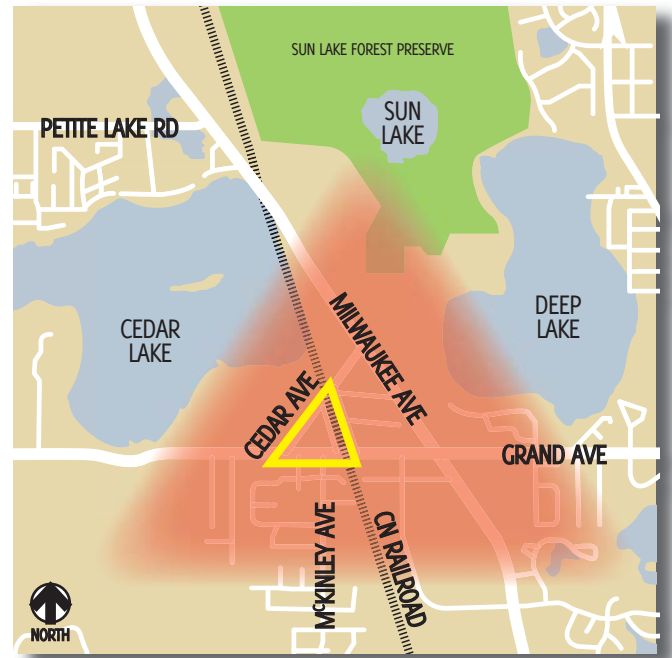 SUN LAKE FOREST PRESERVE
SUN
LAKE
PETITE LAKE RD
CEDAR
LAKE
DEEP
LAKE
MILWAUKEE AVE
CEDAR AVE
GRAND AVE
McKINLEY AVE
CN RAILROAD
NORTH